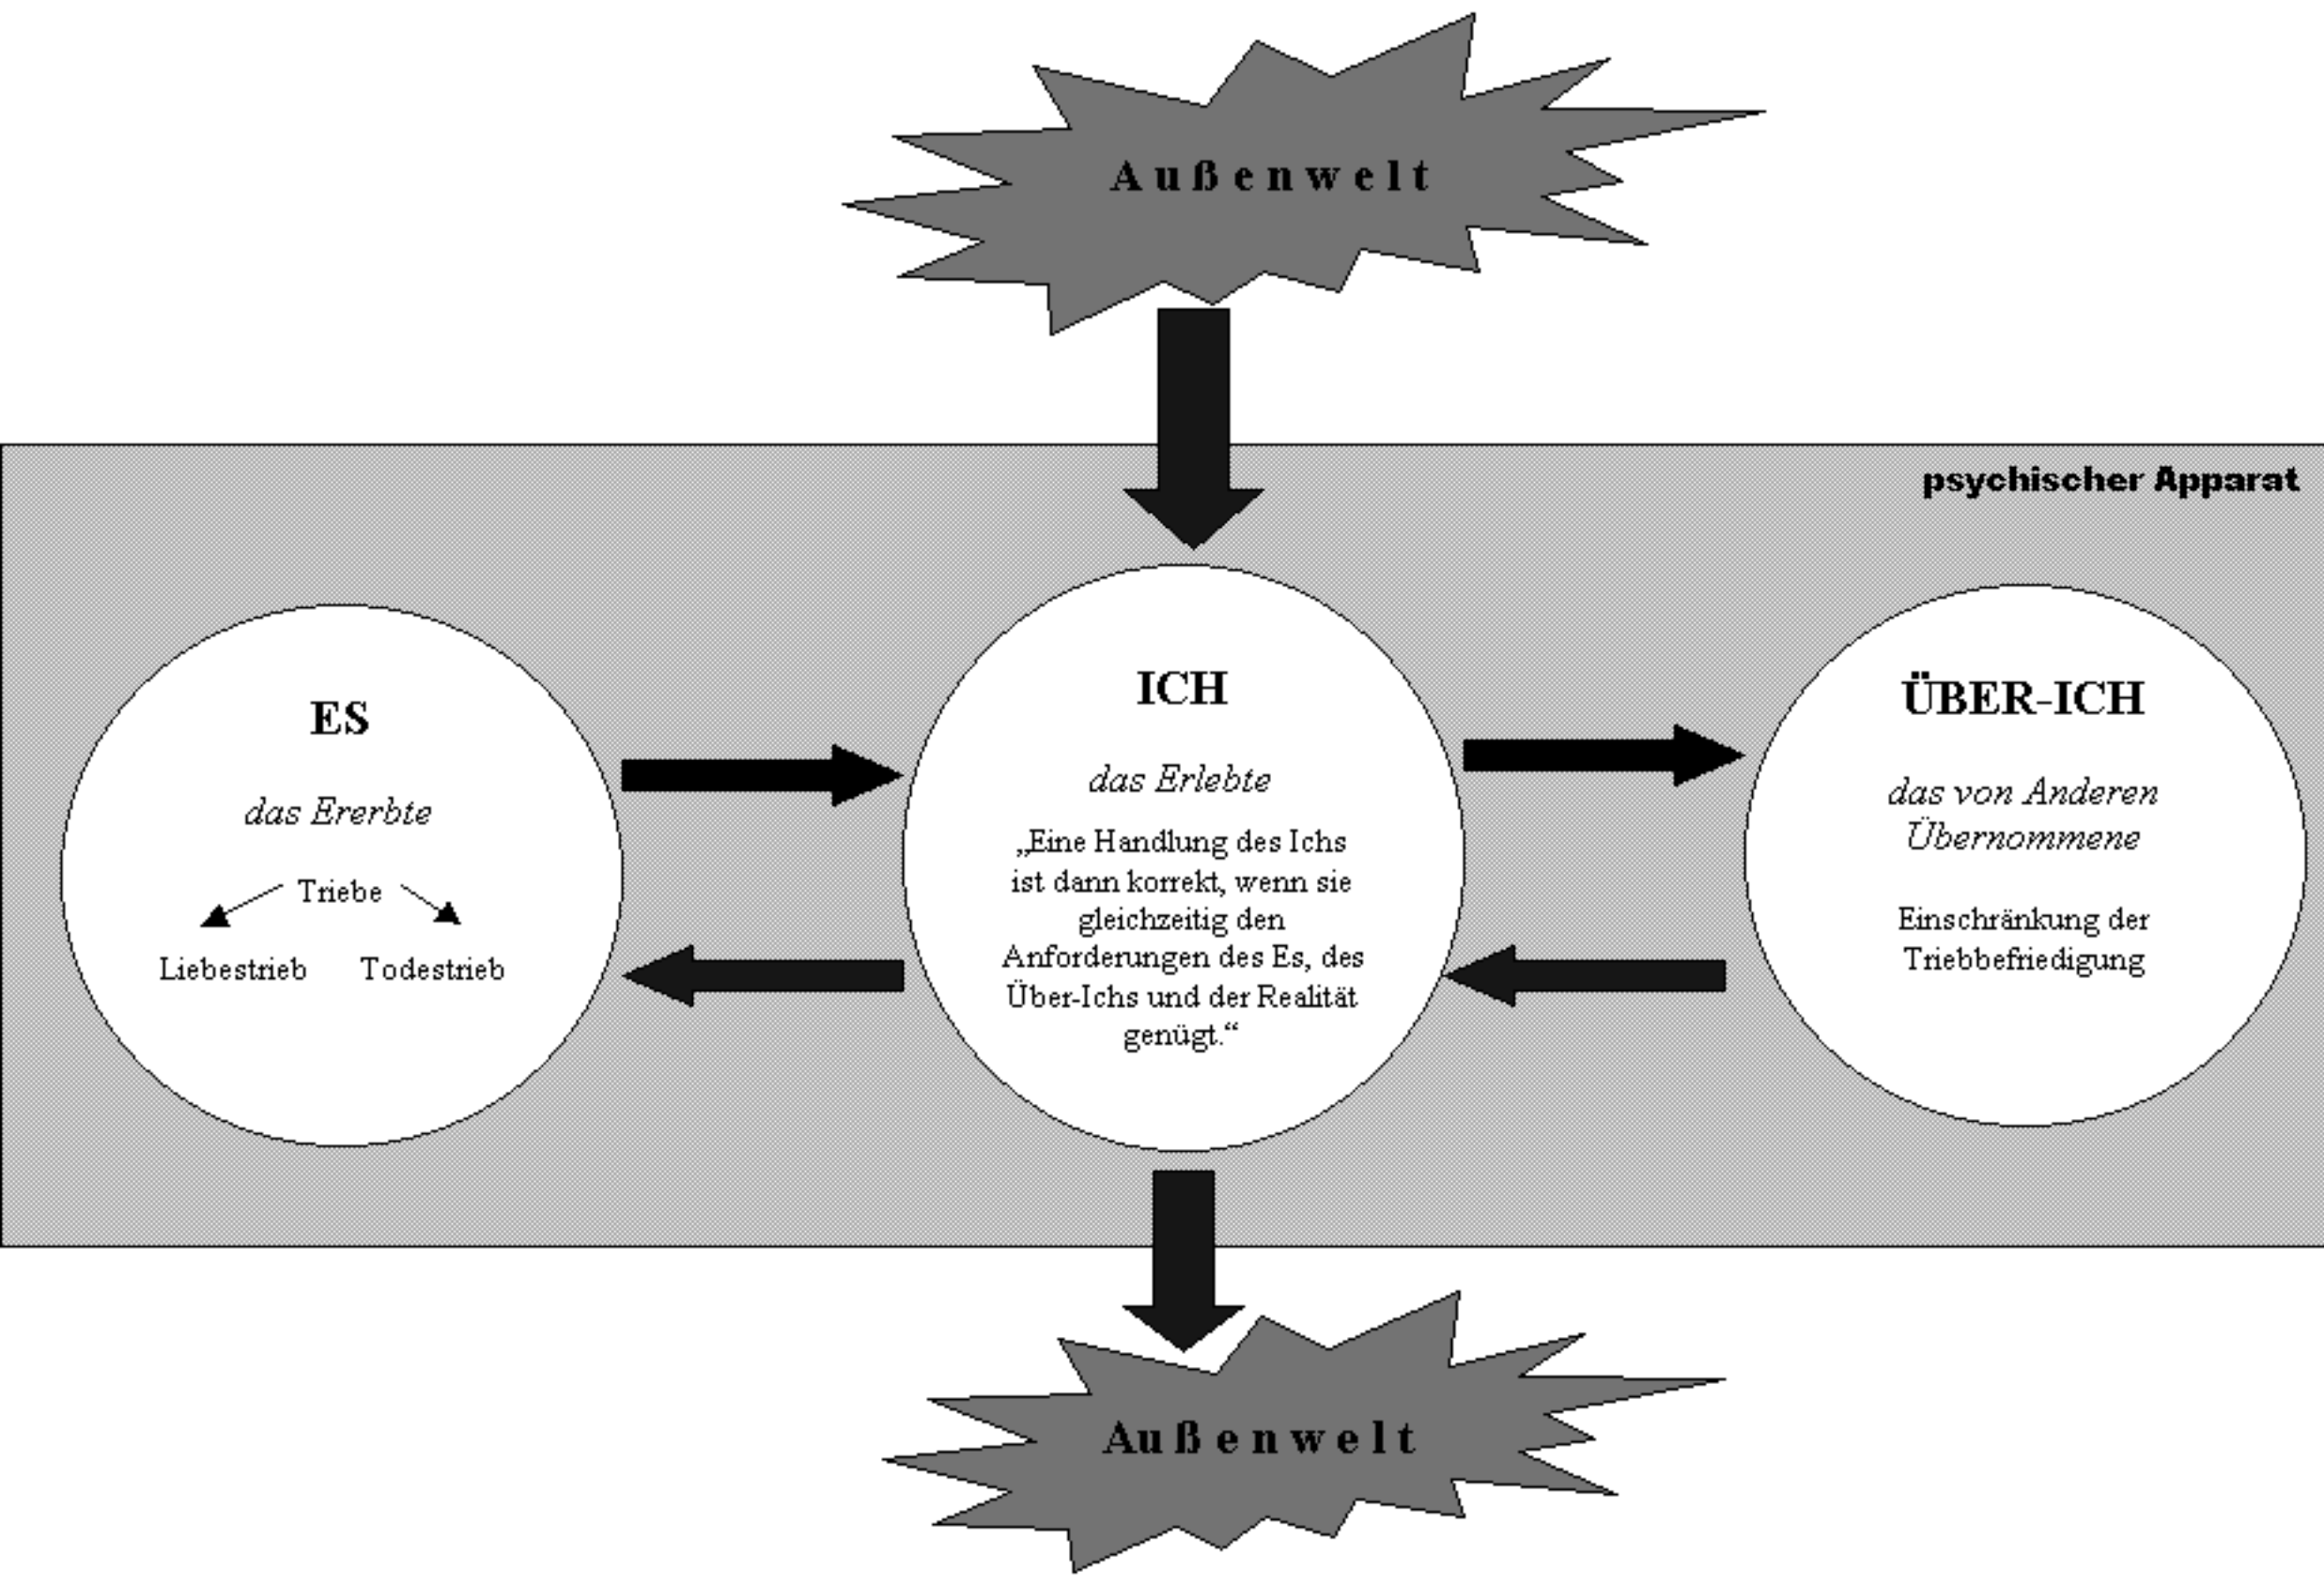 Außenwelt
psychischer Apparat
ES
das Ererbte
Triebe
Liebestrieb Todestrieb
ICH
das Erlebte
„Eine Handlung des Ichs
ist dann korrekt, wenn sie
gleichzeitig den
Anforderungen des Es, des
Über-Ichs und der Realität
genügt.“
ÜBER-ICH
das von Anderen
Übernommene
Einschränkung der
Triebbefriedigung
Außenwelt